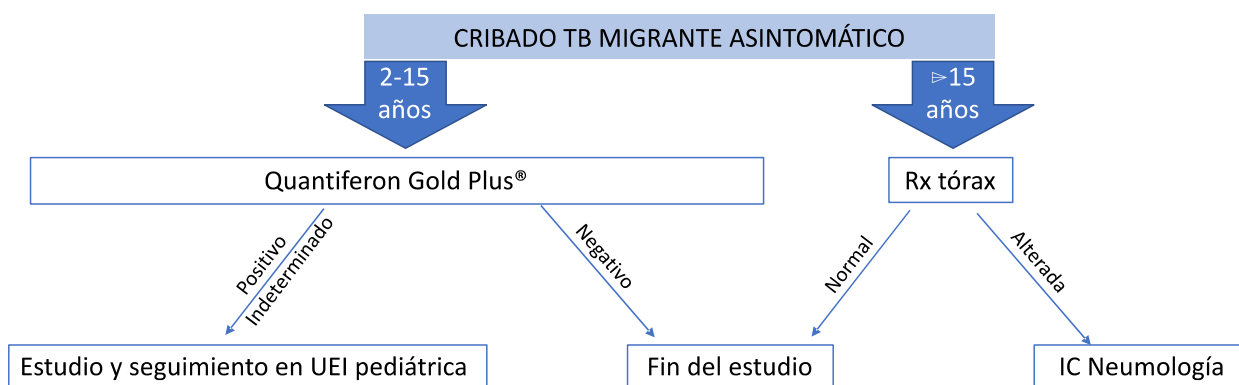 CRIBADO TB MIGRANTE ASINTOMÁTICO
2-15
años
⊳15
años
Quantiferon Gold Plus®
Rx tórax
Positivo
Indeterminado
Negativo
Normal
Alterada
Estudio y seguimiento en UEI pediátrica
Fin del estudio
IC Neumología